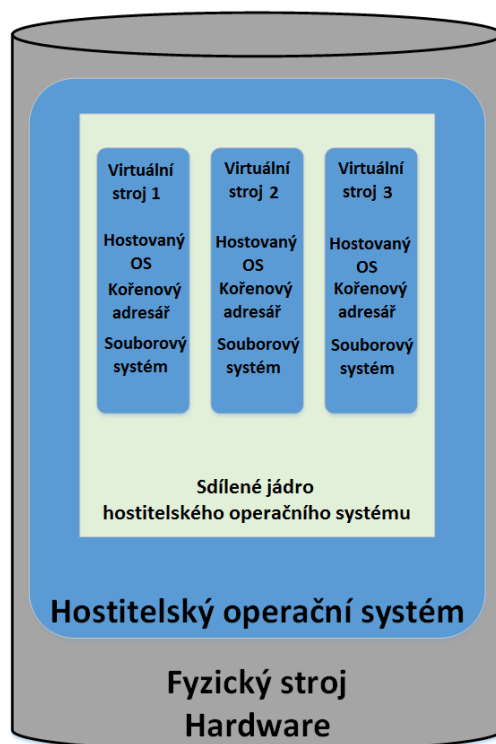 Virtuální
stroj 1
Hostovaný
OS
Kořenový
adresář
Souborový
systém
Virtuální
stroj 2
Hostovaný
OS
Kořenový
adresář
Souborový
systém
Virtuální
stroj 3
Hostovaný
OS
Kořenový
adresář
Souborový
systém
Sdílené jádro
hostitelského operačního systému
Hostitelský operační systém
Fyzický stroj
Hardware